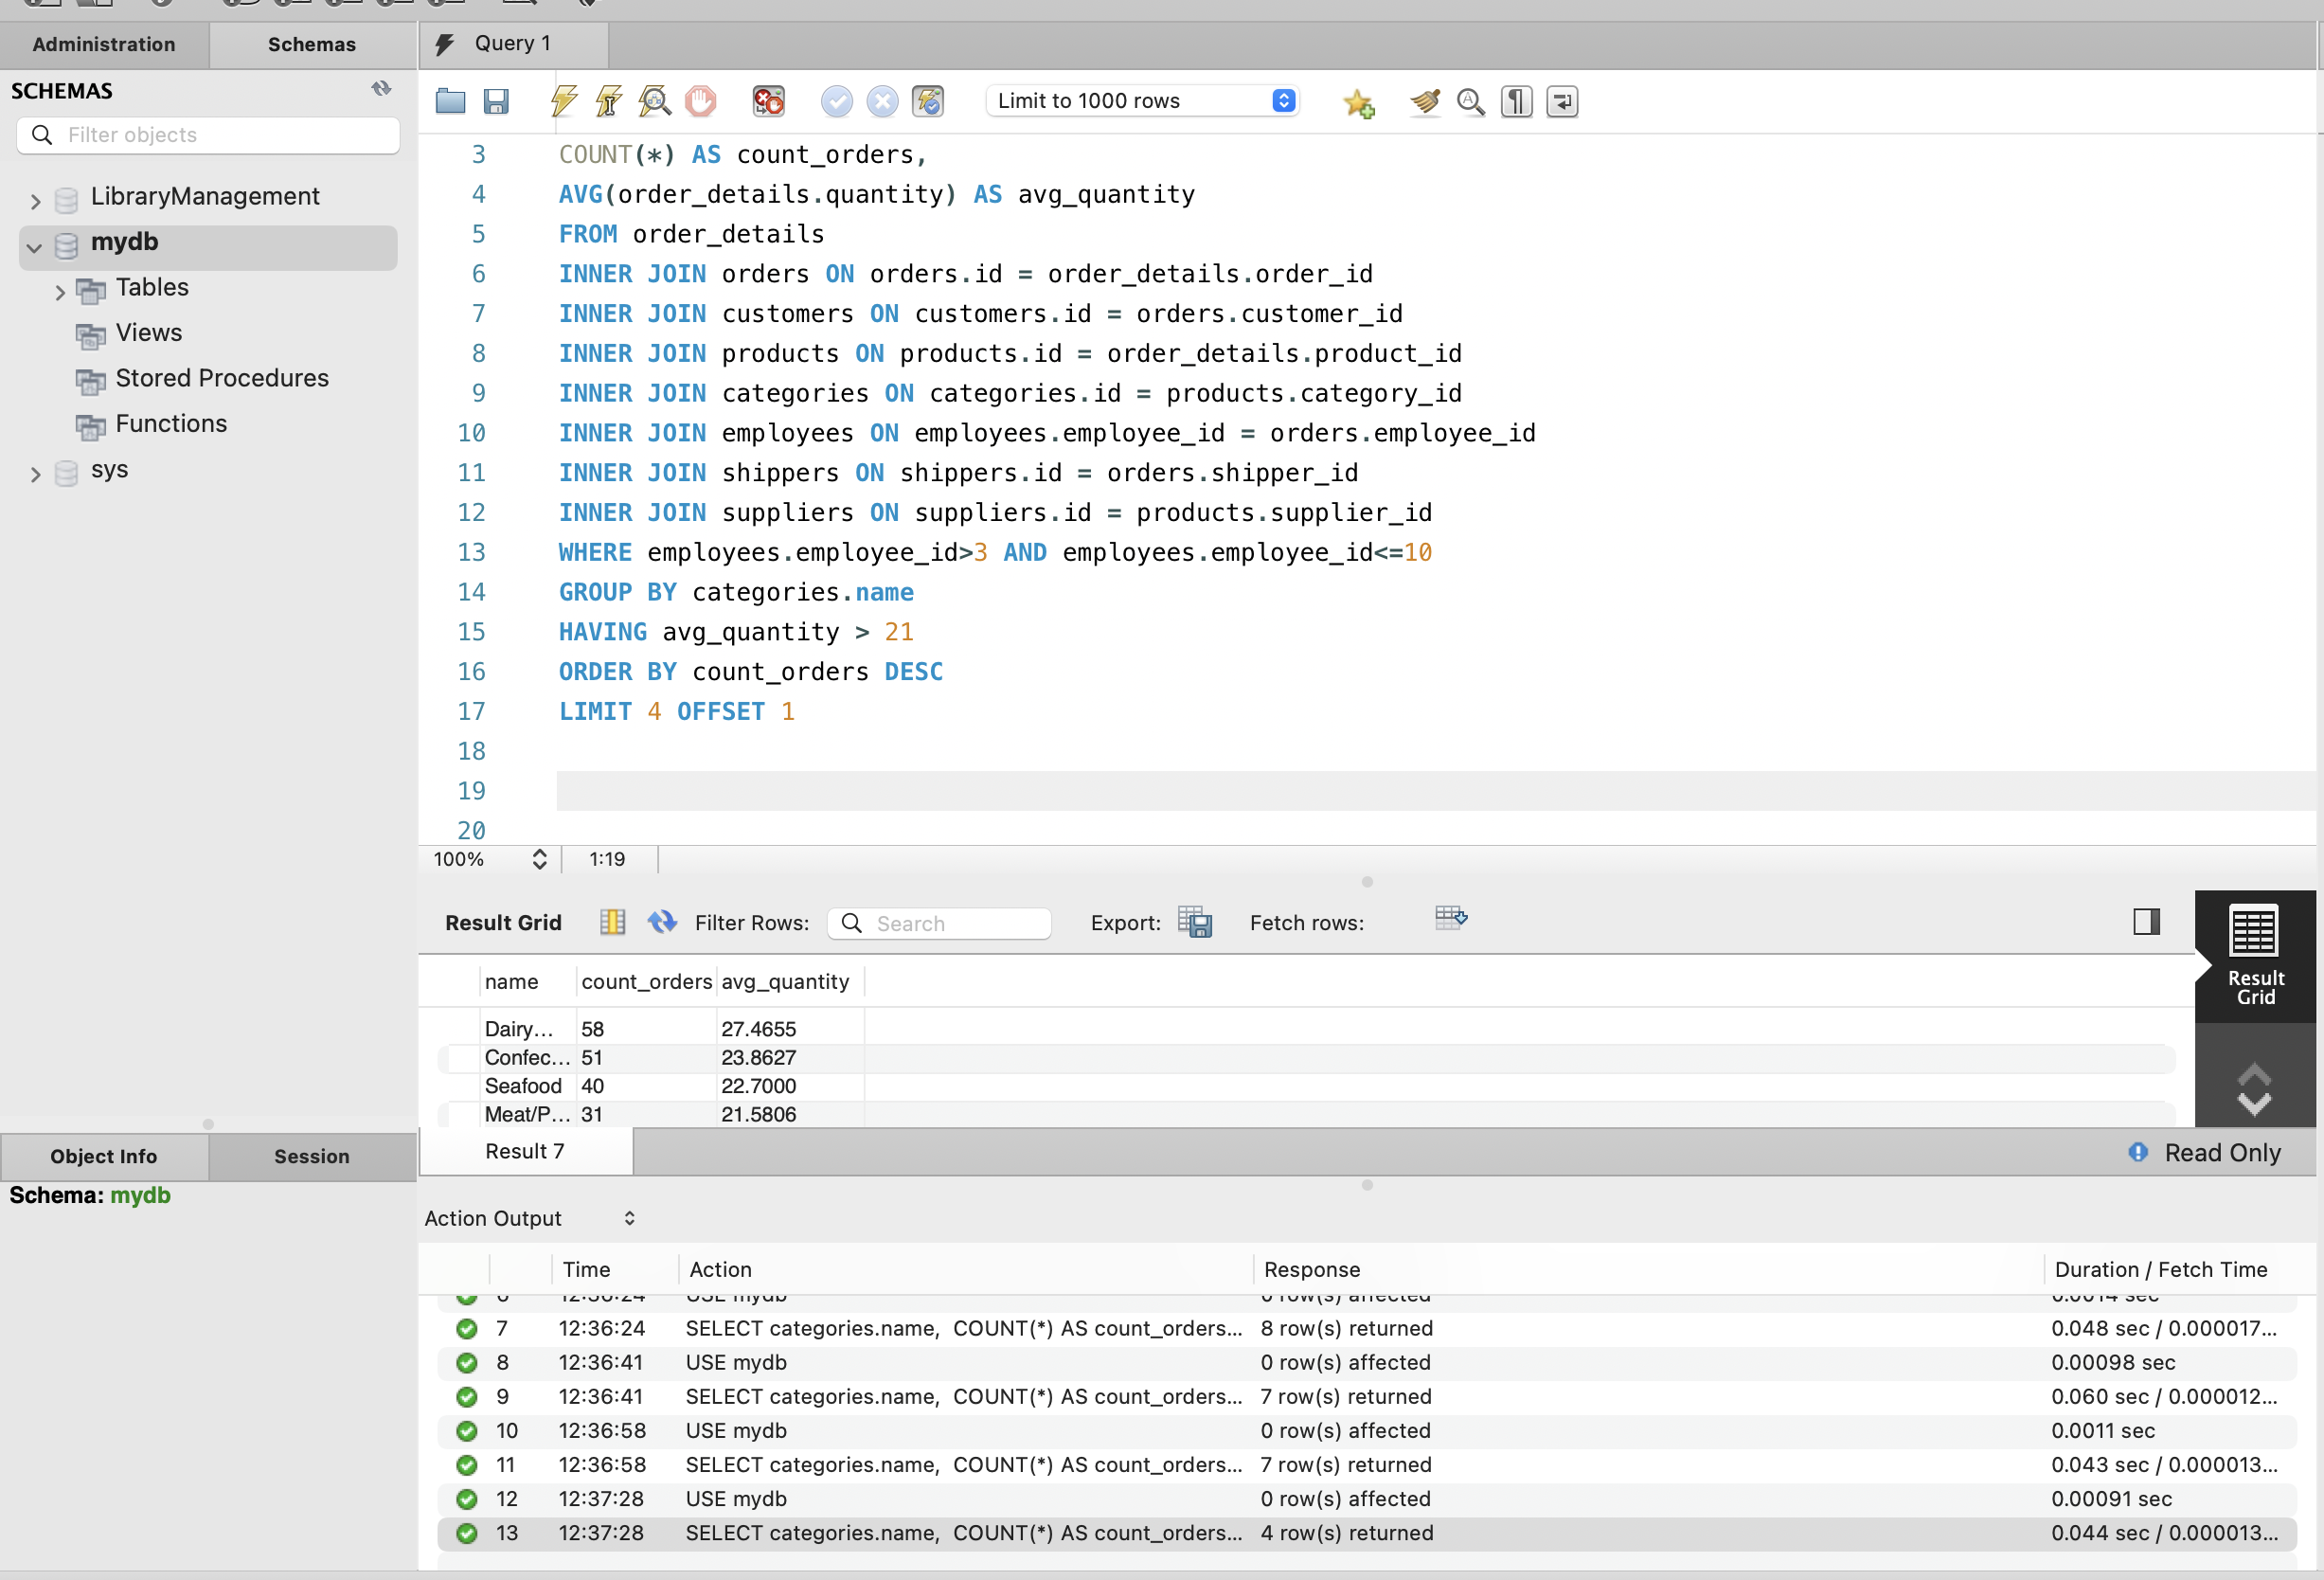 Administration
Schemas
Query 1
SCHEMAS
Filter objects
Limit to 1000 rows
LibraryManagement
mydb
Tables
Views
Stored Procedures
Functions
sys
3 COUNT(*) AS count_orders,
4 AVG(order_details.quantity) AS avg_quantity
5 FROM order_details
6 INNER JOIN orders ON orders.id = order_details.order_id
7 INNER JOIN customers ON customers.id = orders.customer_id
8 INNER JOIN products ON products.id = order_details.product_id
9 INNER JOIN categories ON categories.id = products.category_id
10 INNER JOIN employees ON employees.employee_id = orders.employee_id
11 INNER JOIN shippers ON shippers.id = orders.shipper_id
12 INNER JOIN suppliers ON suppliers.id = products.supplier_id
13 WHERE employees.employee_id>3 AND employees.employee_id<=10
14 GROUP BY categories.name
15 HAVING avg_quantity > 21
16 ORDER BY count_orders DESC
17 LIMIT 4 OFFSET 1
18
19
20
100% 1:19
Result Grid Filter Rows: Search Export: Fetch rows:
Result
Grid
name count_orders avg_quantity
Dairy... 58 27.4655
Confec... 51 23.8627
Seafood 40 22.7000
Meat/P... 31 21.5806
Result 7
Read Only
Object Info
Session
Schema: mydb
Action Output
Time Action Response Duration / Fetch Time
6 12:36:24 USE mydb 0 row(s) affected 0.0014 sec
7 12:36:24 SELECT categories.name, COUNT(*) AS count_orders... 8 row(s) returned 0.048 sec / 0.000017...
8 12:36:41 USE mydb 0 row(s) affected 0.00098 sec
9 12:36:41 SELECT categories.name, COUNT(*) AS count_orders... 7 row(s) returned 0.060 sec / 0.000012...
10 12:36:58 USE mydb 0 row(s) affected 0.0011 sec
11 12:36:58 SELECT categories.name, COUNT(*) AS count_orders... 7 row(s) returned 0.043 sec / 0.000013...
12 12:37:28 USE mydb 0 row(s) affected 0.00091 sec
13 12:37:28 SELECT categories.name, COUNT(*) AS count_orders... 4 row(s) returned 0.044 sec / 0.000013...